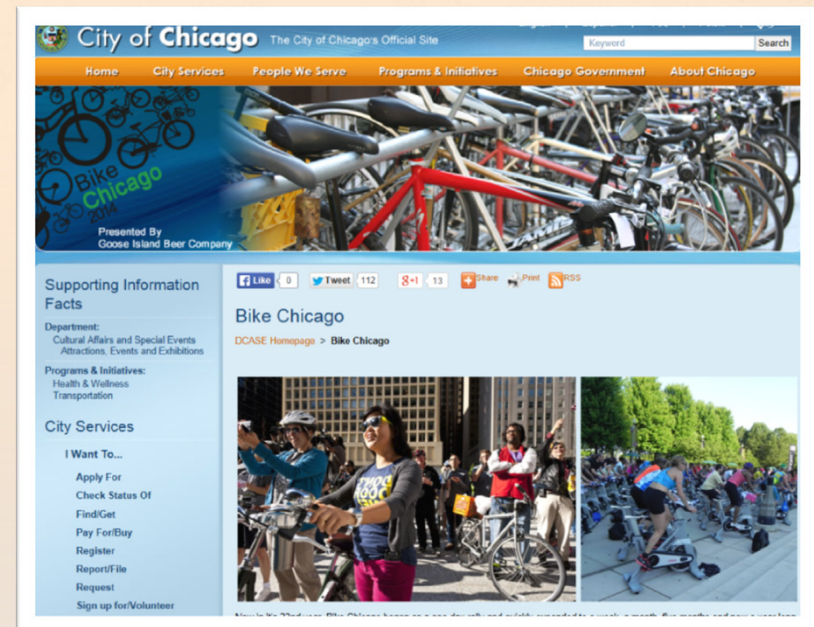 City of Chicago The City of Chicago's Official Site
Keyword Search
Home City Services People We Serve Programs & Initiatives Chicago Government About Chicago
Bike
Chicago
2014
Presented By
Goose Island Beer Company
Like 0 Tweet 112 g+1 13 Share Print RSS
Supporting Information
Facts
Department:
Cultural Affairs and Special Events
Attractions, Events and Exhibitions
Programs & Initiatives:
Health & Wellness
Transportation
City Services
I Want To...
Apply For
Check Status Of
Find/Get
Pay For/Buy
Register
Report/File
Request
Sign up for/Volunteer
Bike Chicago
DCASE Homepage > Bike Chicago